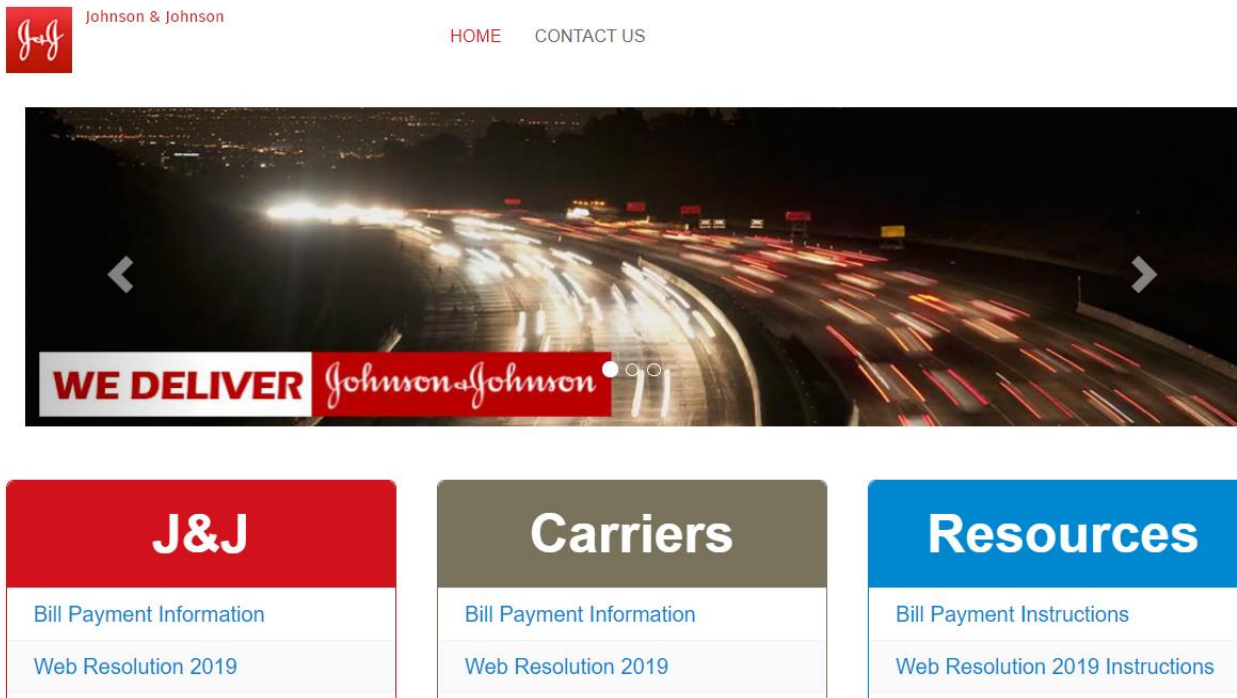 J&J
Johnson & Johnson
HOME CONTACT US
WE DELIVER Johnson&Johnson
J&J
Bill Payment Information
Web Resolution 2019
Carriers
Bill Payment Information
Web Resolution 2019
Resources
Bill Payment Instructions
Web Resolution 2019 Instructions